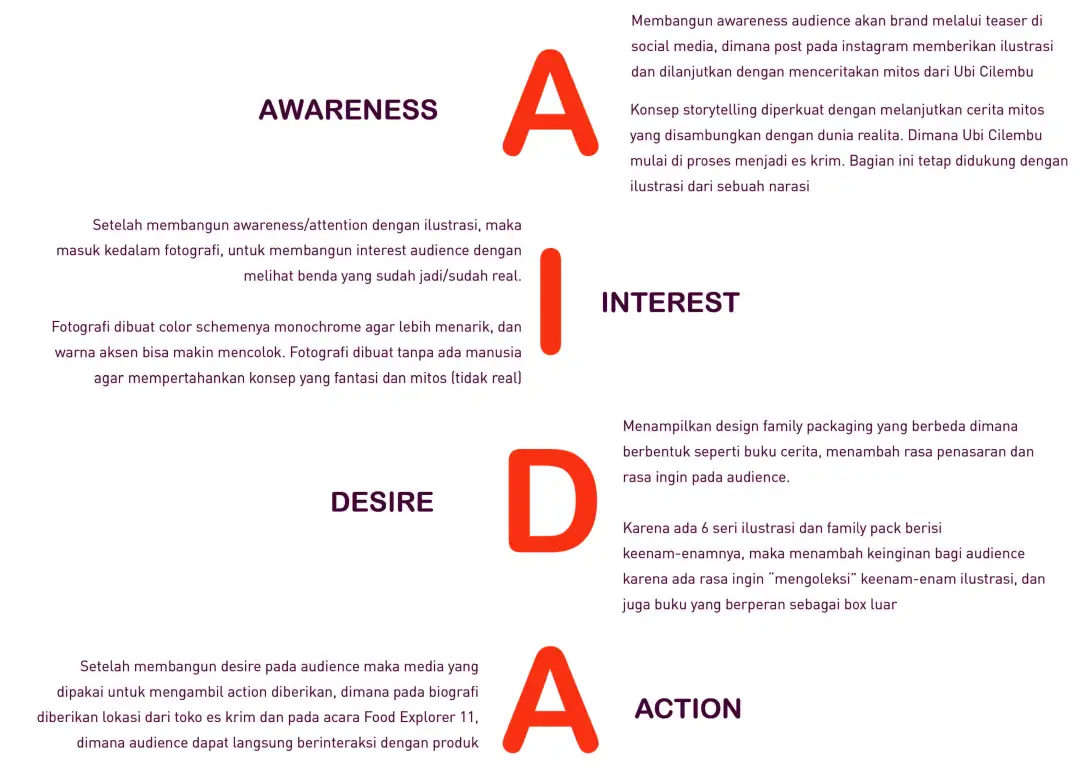 A
AWARENESS
Membangun awareness audience akan brand melalui teaser di
social media, dimana post pada instagram memberikan ilustrasi
dan dilanjutkan dengan menceritakan mitos dari Ubi Cilembu
Konsep storytelling diperkuat dengan melanjutkan cerita mitos
yang disambungkan dengan dunia realita. Dimana Ubi Cilembu
mulai di proses menjadi es krim. Bagian ini tetap didukung dengan
ilustrasi dari sebuah narasi
I
INTEREST
Setelah membangun awareness/attention dengan ilustrasi, maka
masuk kedalam fotografi, untuk membangun interest audience dengan
melihat benda yang sudah jadi/sudah real.
Fotografi dibuat color schemenya monochrome agar lebih menarik, dan
warna aksen bisa makin mencolok. Fotografi dibuat tanpa ada manusia
agar mempertahankan konsep yang fantasi dan mitos (tidak real)
D
DESIRE
Menampilkan design family packaging yang berbeda dimana
berbentuk seperti buku cerita, menambah rasa penasaran dan
rasa ingin pada audience.
Karena ada 6 seri ilustrasi dan family pack berisi
keenam-enamnya, maka menambah keinginan bagi audience
karena ada rasa ingin "mengoleksi" keenam-enam ilustrasi, dan
juga buku yang berperan sebagai box luar
A
ACTION
Setelah membangun desire pada audience maka media yang
dipakai untuk mengambil action diberikan, dimana pada biografi
diberikan lokasi dari toko es krim dan pada acara Food Explorer 11,
dimana audience dapat langsung berinteraksi dengan produk